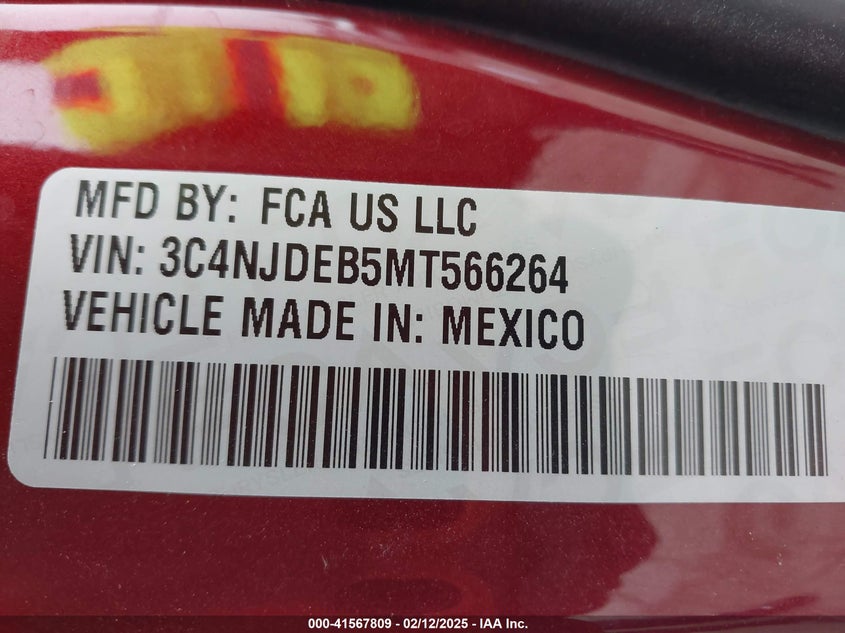 MFD BY: FCA US LLC
VIN: 3C4NJDEB5MT566264
VEHICLE MADE IN: MEXICO
000-41567809 - 02/12/2025 - IAA Inc.